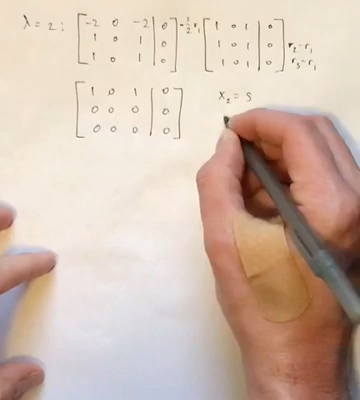 λ = 2 : [ -2 0 -2 | 0 ] -½r₁ [ 1 0 1 | 0 ]
[ 1 0 1 | 0 ] [ 1 0 1 | 0 ] r₂-r₁
[ 1 0 1 | 0 ] [ 1 0 1 | 0 ] r₃-r₁
[ 1 0 1 | 0 ] x₂ = s
[ 0 0 0 | 0 ]
[ 0 0 0 | 0 ]